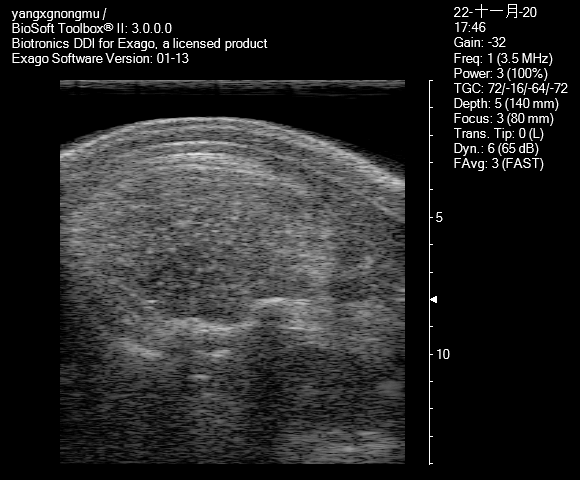 yangxgnongmu /
BioSoft Toolbox® II: 3.0.0.0
Biotronics DDI for Exago, a licensed product
Exago Software Version: 01-13
22-十一月-20
17:46
Gain: -32
Freq: 1 (3.5 MHz)
Power: 3 (100%)
TGC: 72/-16/-64/-72
Depth: 5 (140 mm)
Focus: 3 (80 mm)
Trans. Tip: 0 (L)
Dyn.: 6 (65 dB)
FAvg: 3 (FAST)
5
10